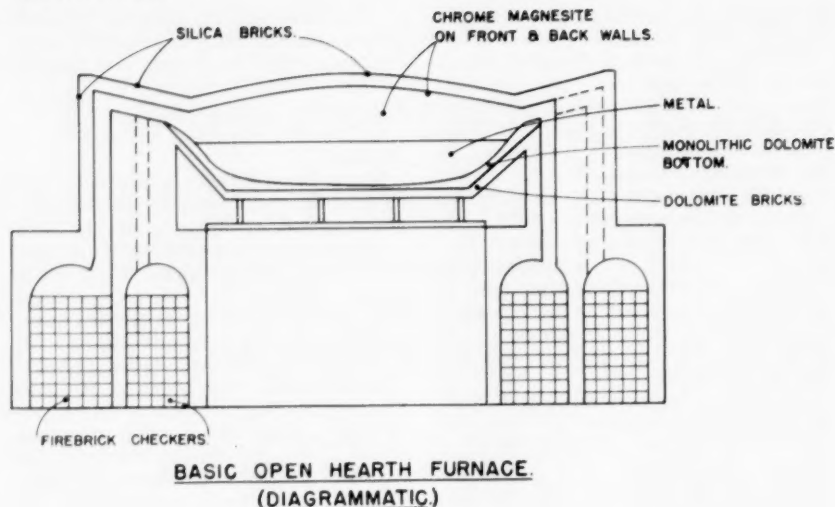 SILICA BRICKS.
CHROME MAGNESITE
ON FRONT & BACK WALLS.
METAL.
MONOLITHIC DOLOMITE
BOTTOM.
DOLOMITE BRICKS.
FIREBRICK CHECKERS.
BASIC OPEN HEARTH FURNACE.
(DIAGRAMMATIC.)